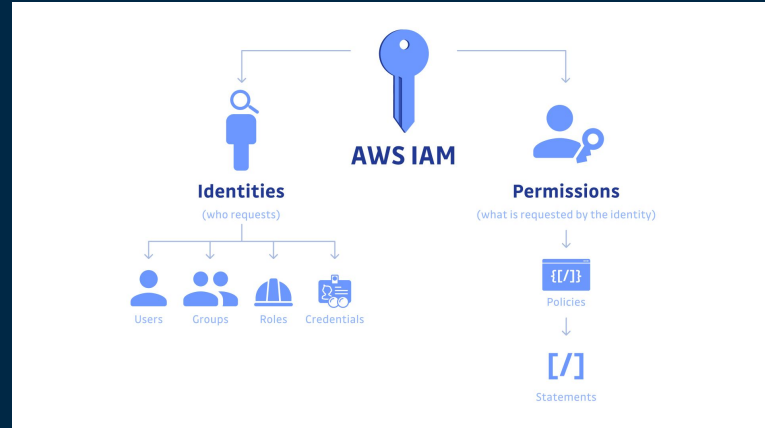 AWS IAM
Identities
(who requests)
Users
Groups
Roles
Credentials
Permissions
(what is requested by the identity)
{[/]}
Policies
[/]
Statements